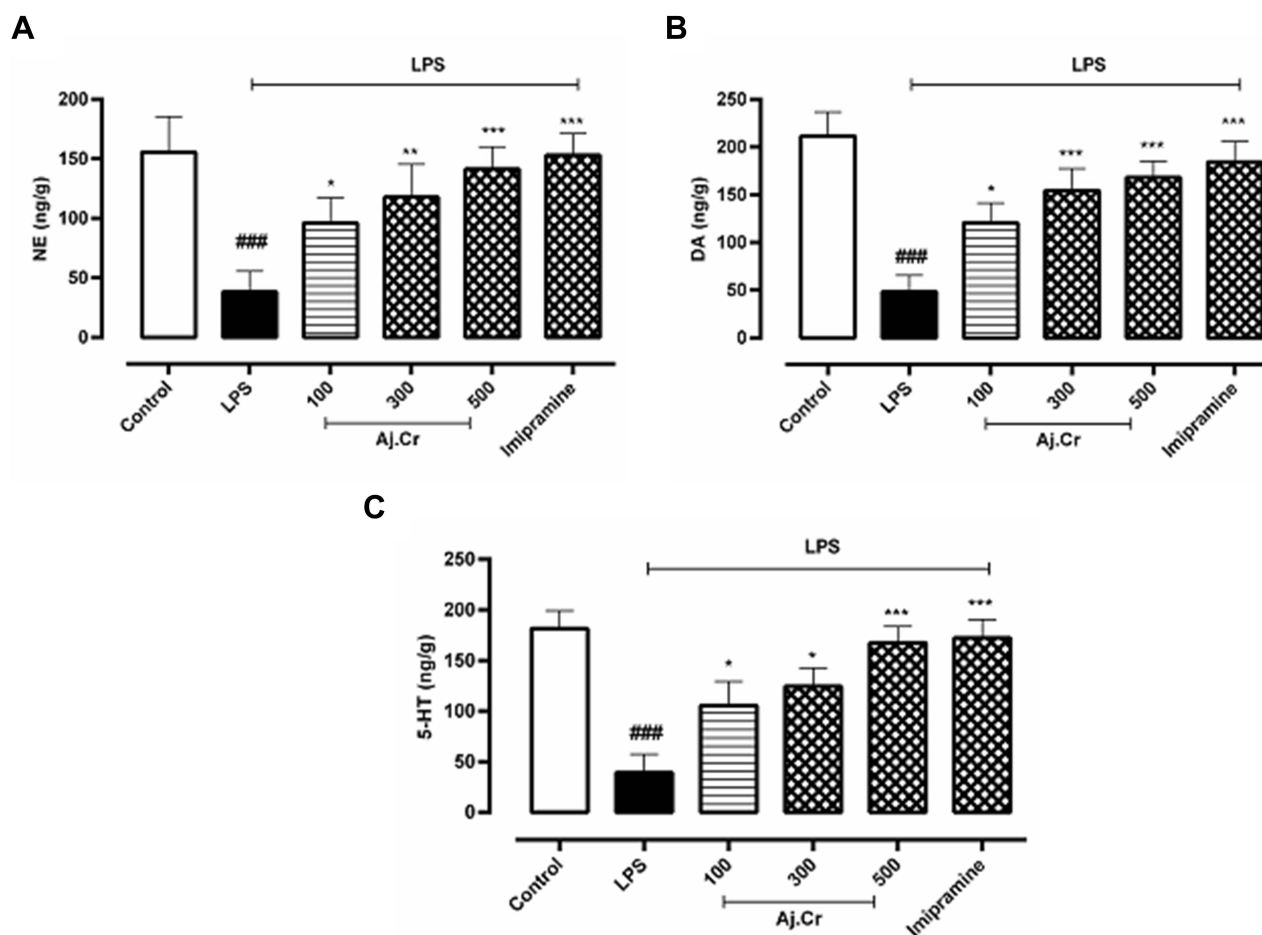 A
LPS
NE (ng/g)
200
150
100
50
0
###
*
**
***
***
Control
LPS
100
300
500
Imipramine
Aj.Cr
B
LPS
DA (ng/g)
250
200
150
100
50
0
###
*
***
***
***
Control
LPS
100
300
500
Imipramine
Aj.Cr
C
LPS
5-HT (ng/g)
250
200
150
100
50
0
###
*
*
***
***
Control
LPS
100
300
500
Imipramine
Aj.Cr